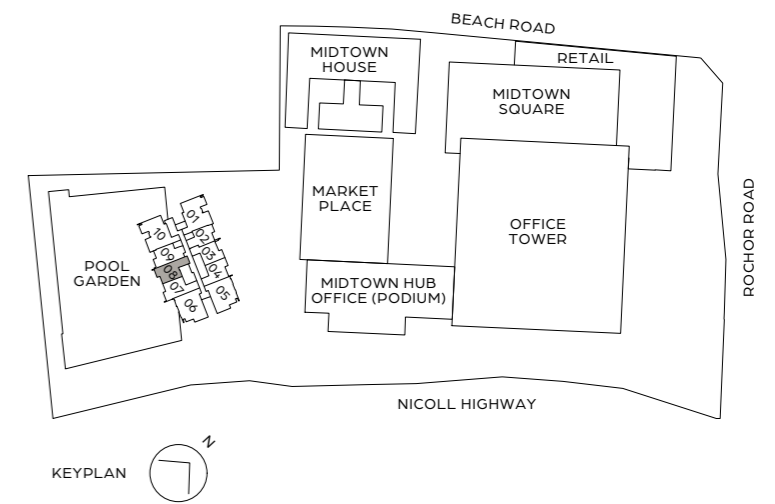 BEACH ROAD
MIDTOWN
HOUSE
RETAIL
MIDTOWN
SQUARE
MARKET
PLACE
OFFICE
TOWER
ROCHOR ROAD
01
02
03
04
05
10
09
08
07
06
POOL
GARDEN
MIDTOWN HUB
OFFICE (PODIUM)
NICOLL HIGHWAY
KEYPLAN
N